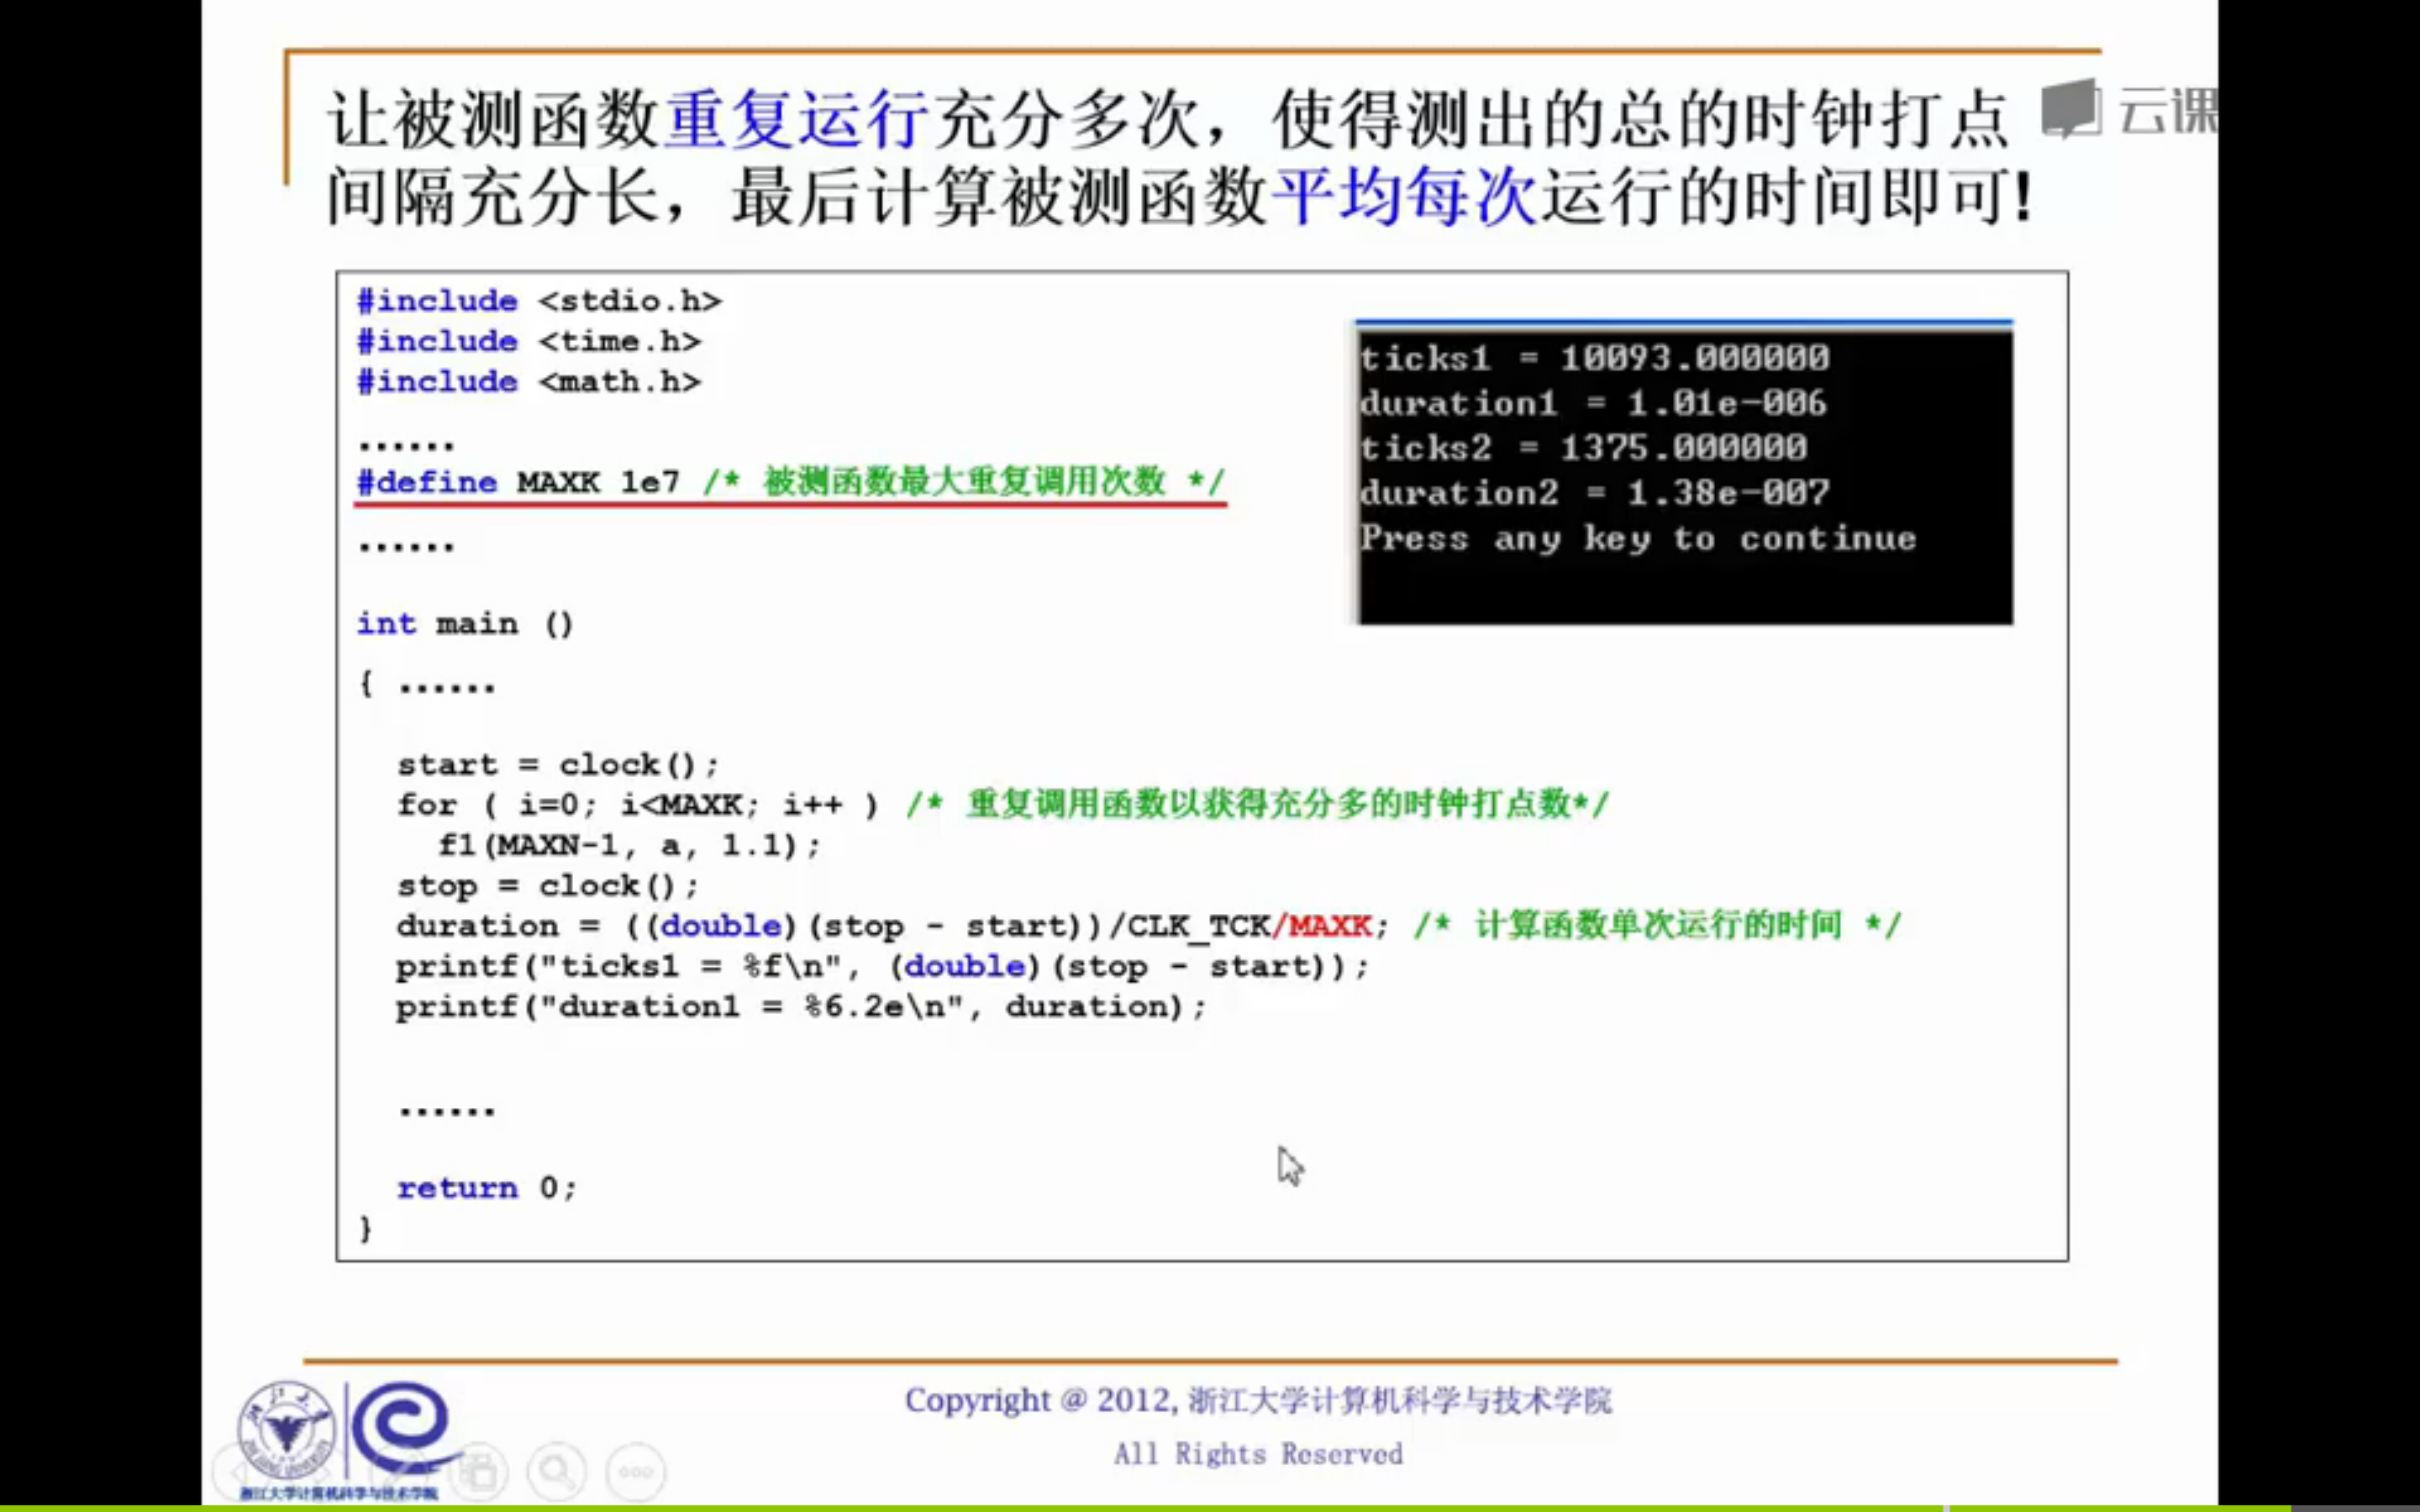 让被测函数重复运行充分多次，使得测出的总的时钟打点
间隔充分长，最后计算被测函数平均每次运行的时间即可!
云课
#include <stdio.h>
#include <time.h>
#include <math.h>
......
#define MAXK 1e7 /* 被测函数最大重复调用次数 */
......
int main ()
{ ......
start = clock();
for ( i=0; i<MAXK; i++ ) /* 重复调用函数以获得充分多的时钟打点数*/
f1(MAXN-1, a, 1.1);
stop = clock();
duration = ((double)(stop - start))/CLK_TCK/MAXK; /* 计算函数单次运行的时间 */
printf("ticks1 = %f\n", (double)(stop - start));
printf("duration1 = %6.2e\n", duration);
......
return 0;
}
ticks1 = 10093.000000
duration1 = 1.01e-006
ticks2 = 1375.000000
duration2 = 1.38e-007
Press any key to continue
Copyright @ 2012, 浙江大学计算机科学与技术学院
All Rights Reserved
浙江大学计算机科学与技术学院